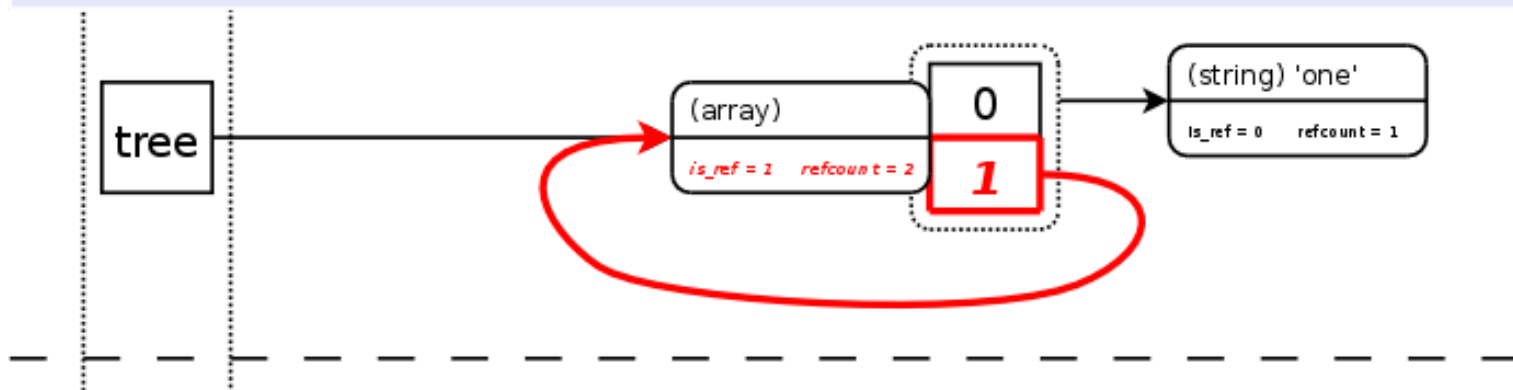 tree
(array)
is_ref = 1 refcount = 2
0
1
(string) 'one'
is_ref = 0 refcount = 1